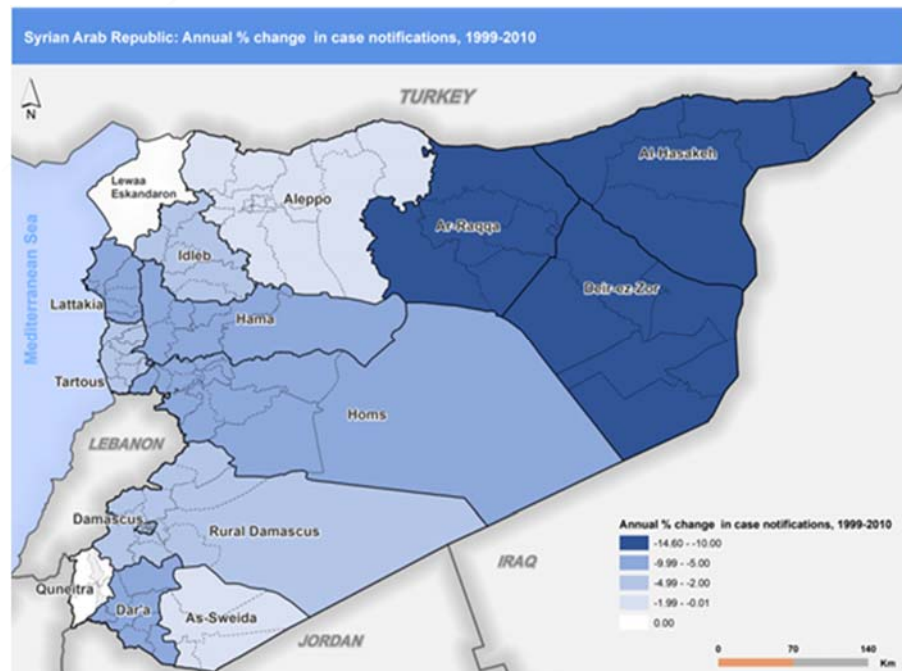 Syrian Arab Republic: Annual % change in case notifications, 1999-2010
N
TURKEY
Mediterranean Sea
Lewaa
Eskandaron
Aleppo
Al-Hasakeh
Ar-Raqqa
Idleb
Deir-ez-Zor
Lattakia
Hama
Tartous
Homs
LEBANON
Damascus
Rural Damascus
Quneitra
Dar'a
As-Sweida
JORDAN
IRAQ
Annual % change in case notifications, 1999-2010
-14.60 - -10.00
-9.99 - -5.00
-4.99 - -2.00
-1.99 - -0.01
0.00
0 70 140
Km